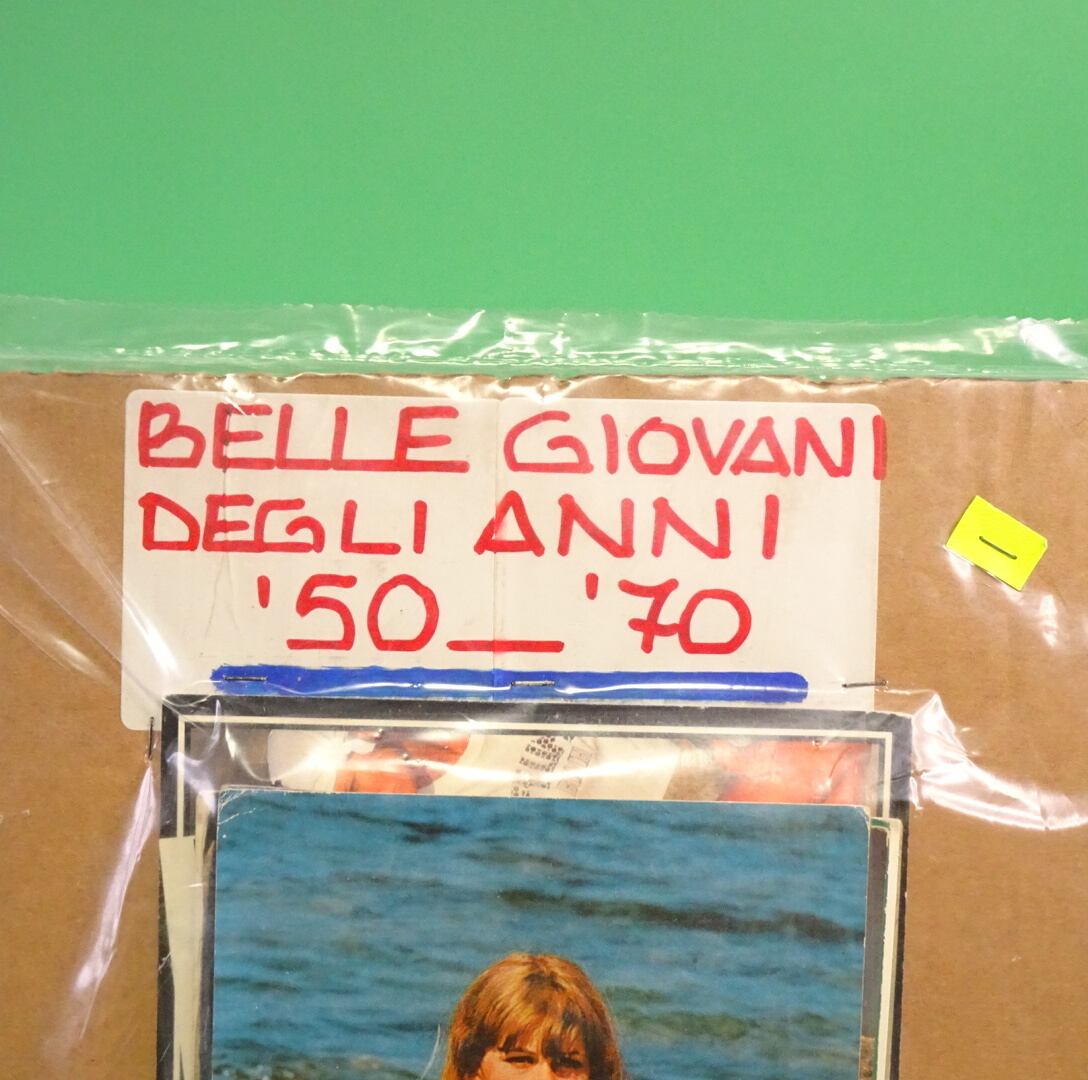 BELLE GIOVANI
DEGLI ANNI
'50_'70